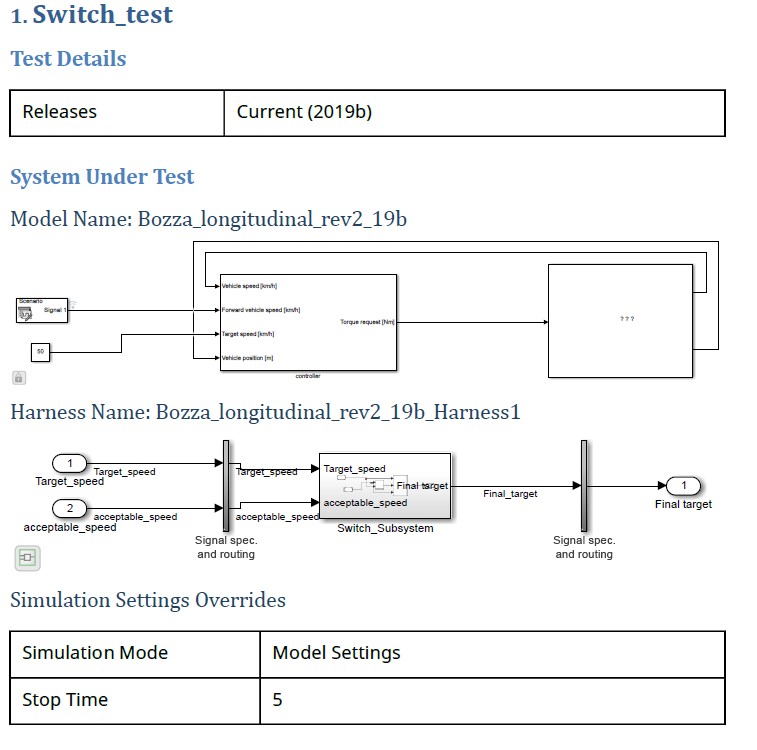 1. Switch_test
Test Details
Releases Current (2019b)
System Under Test
Model Name: Bozza_longitudinal_rev2_19b
Vehicle speed [km/h]
Scenario
Signal 1
Forward vehicle speed [km/h]
Torque request [Nm]
? ? ?
Target speed [km/h]
50
Vehicle position [m]
controller
Harness Name: Bozza_longitudinal_rev2_19b_Harness1
1
Target_speed
Target_speed
Target_speed
Target_speed
Final target
2
acceptable_speed
acceptable_speed
acceptable_speed
acceptable_speed
Switch_Subsystem
Final_target
1
Final target
Signal spec.
and routing
Signal spec.
and routing
Simulation Settings Overrides
Simulation Mode Model Settings
Stop Time 5